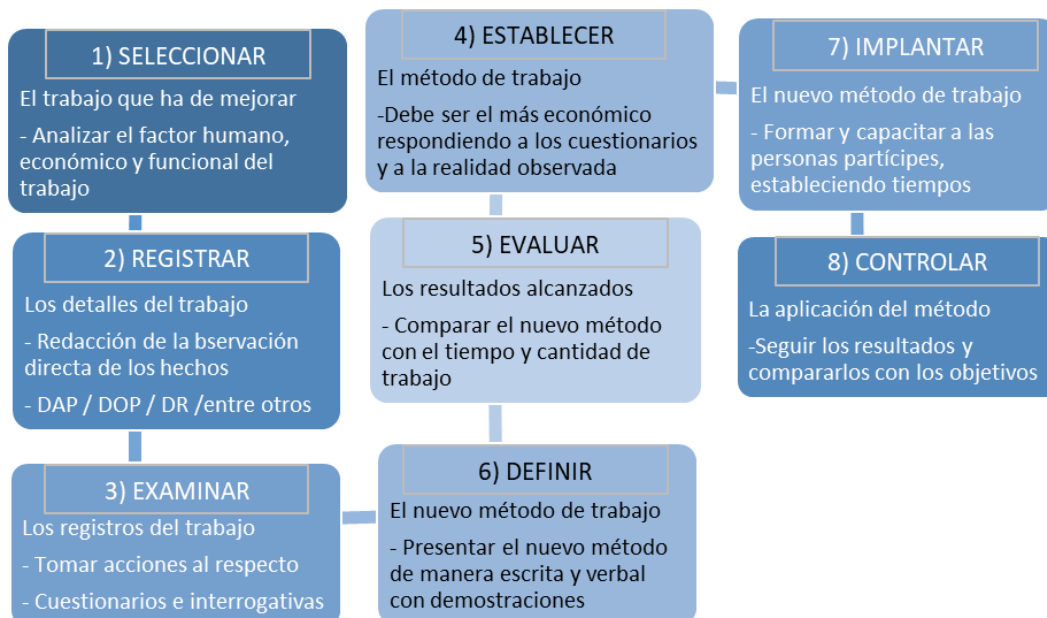 1) SELECCIONAR
El trabajo que ha de mejorar
- Analizar el factor humano,
económico y funcional del
trabajo
2) REGISTRAR
Los detalles del trabajo
- Redacción de la bservación
directa de los hechos
- DAP / DOP / DR /entre otros
3) EXAMINAR
Los registros del trabajo
- Tomar acciones al respecto
- Cuestionarios e interrogativas
4) ESTABLECER
El método de trabajo
-Debe ser el más económico
respondiendo a los cuestionarios
y a la realidad observada
5) EVALUAR
Los resultados alcanzados
- Comparar el nuevo método
con el tiempo y cantidad de
trabajo
6) DEFINIR
El nuevo método de trabajo
- Presentar el nuevo método
de manera escrita y verbal
con demostraciones
7) IMPLANTAR
El nuevo método de trabajo
- Formar y capacitar a las
personas partícipes,
estableciendo tiempos
8) CONTROLAR
La aplicación del método
-Seguir los resultados y
compararlos con los objetivos